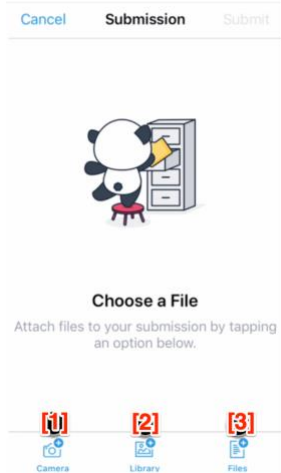 Cancel Submission Submit
Choose a File
Attach files to your submission by tapping
an option below.
[1] [2] [3]
Camera Library Files